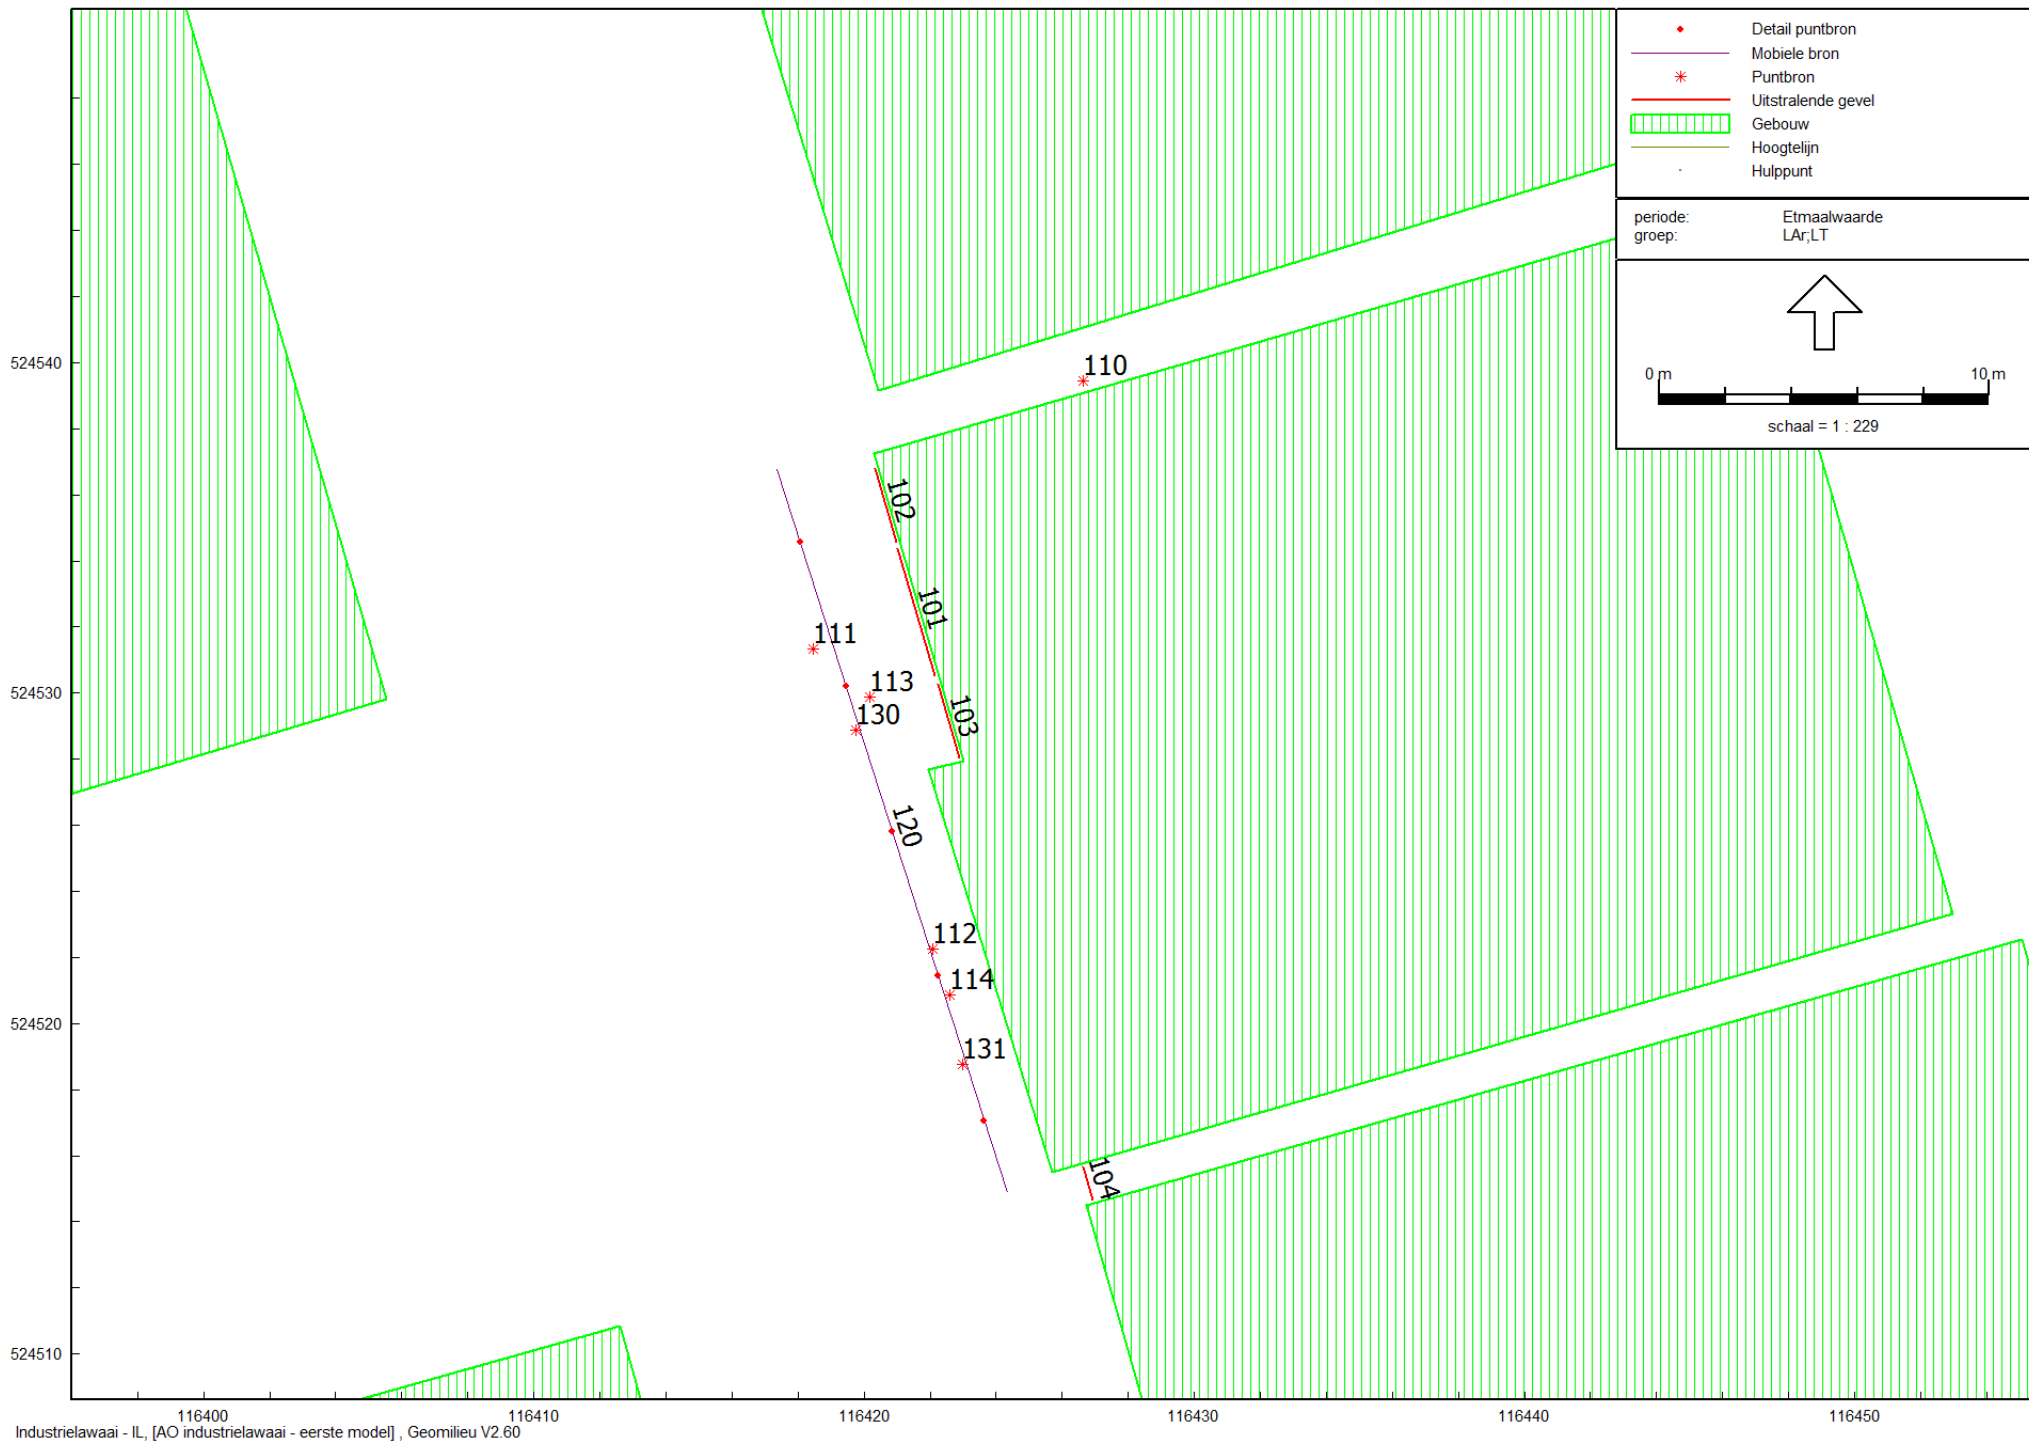 Detail puntbron
Mobiele bron
Puntbron
Uitstralende gevel
Gebouw
Hoogtelijn
Hulppunt
periode: Etmaalwaarde
groep: LAr;LT
0 m 10 m
schaal = 1 : 229
524540
110
102
101
111
113
524530
103
130
120
112
114
524520
131
104
524510
116400 116410 116420 116430 116440 116450
Industrielawaai - IL, [AO industrielawaai - eerste model] , Geomilieu V2.60